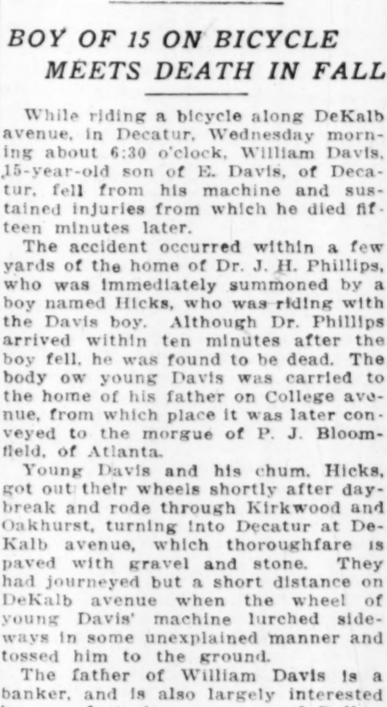 BOY OF 15 ON BICYCLE
MEETS DEATH IN FALL
While riding a bicycle along DeKalb
avenue, in Decatur, Wednesday morn-
ing about 6:30 o'clock, William Davis,
15-year-old son of E. Davis, of Deca-
tur, fell from his machine and sus-
tained injuries from which he died fif-
teen minutes later.
The accident occurred within a few
yards of the home of Dr. J. H. Phillips,
who was immediately summoned by a
boy named Hicks, who was riding with
the Davis boy. Although Dr. Phillips
arrived within ten minutes after the
boy fell, he was found to be dead. The
body ow young Davis was carried to
the home of his father on College ave-
nue, from which place it was later con-
veyed to the morgue of P. J. Bloom-
field, of Atlanta.
Young Davis and his chum, Hicks,
got out their wheels shortly after day-
break and rode through Kirkwood and
Oakhurst, turning into Decatur at De-
Kalb avenue, which thoroughfare is
paved with gravel and stone. They
had journeyed but a short distance on
DeKalb avenue when the wheel of
young Davis' machine lurched side-
ways in some unexplained manner and
tossed him to the ground.
The father of William Davis is a
banker, and is also largely interested